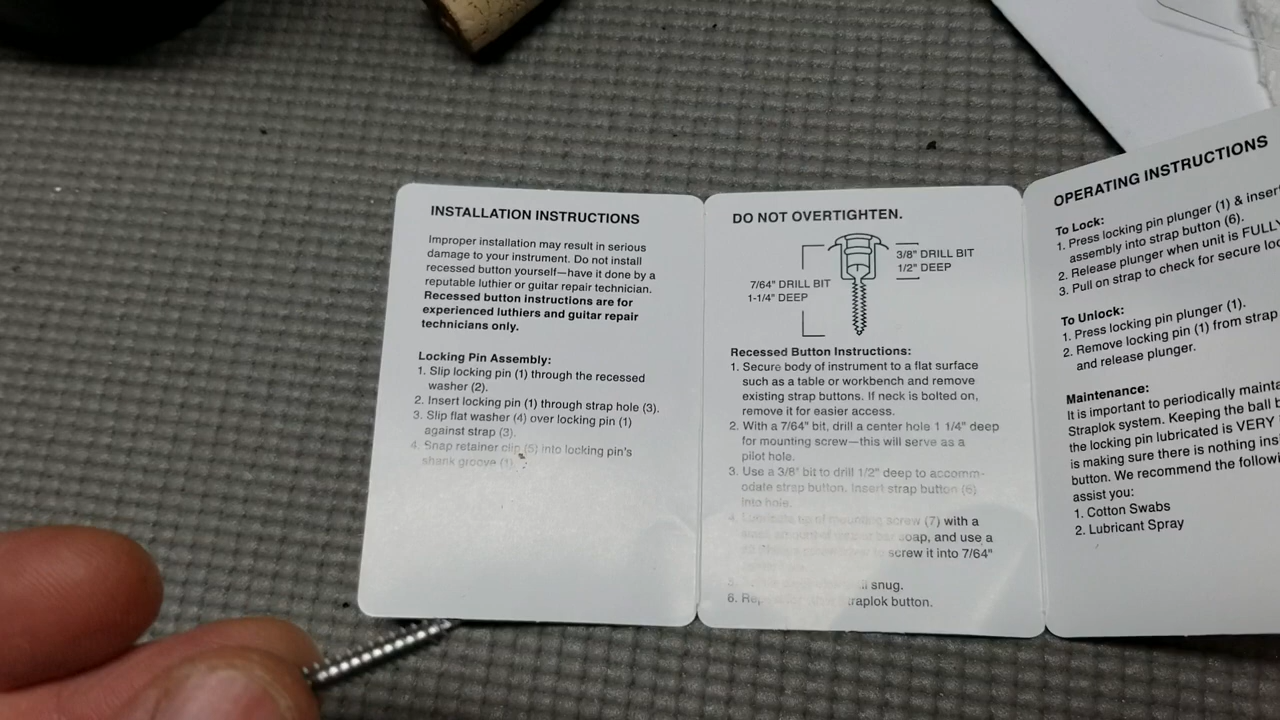 INSTALLATION INSTRUCTIONS
Improper installation may result in serious
damage to your instrument. Do not install
recessed button yourself—have it done by a
reputable luthier or guitar repair technician.
Recessed button instructions are for
experienced luthiers and guitar repair
technicians only.
Locking Pin Assembly:
1. Slip locking pin (1) through the recessed
washer (2).
2. Insert locking pin (1) through strap hole (3).
3. Slip flat washer (4) over locking pin (1)
against strap (3).
4. Snap retainer clip (5) into locking pin's
shank groove (1).
DO NOT OVERTIGHTEN.
3/8" DRILL BIT
1/2" DEEP
7/64" DRILL BIT
1-1/4" DEEP
Recessed Button Instructions:
1. Secure body of instrument to a flat surface
such as a table or workbench and remove
existing strap buttons. If neck is bolted on,
remove it for easier access.
2. With a 7/64" bit, drill a center hole 1 1/4" deep
for mounting screw—this will serve as a
pilot hole.
3. Use a 3/8" bit to drill 1/2" deep to accomm-
odate strap button. Insert strap button (6)
into hole.
4. Lubricate tip of mounting screw (7) with a
soap, and use a
screw it into 7/64"
5. snug.
6. button.
OPERATING INSTRUCTIONS
To Lock:
1. Press locking pin plunger (1) & insert
assembly into strap button (6).
2. Release plunger when unit is FULLY
3. Pull on strap to check for secure
To Unlock:
1. Press locking pin plunger (1).
2. Remove locking pin (1) from strap
and release plunger.
Maintenance:
It is important to periodically
Straplok system. Keeping the ball
the locking pin lubricated is VERY
is making sure there is nothing
button. We recommend the
assist you:
1. Cotton Swabs
2. Lubricant Spray